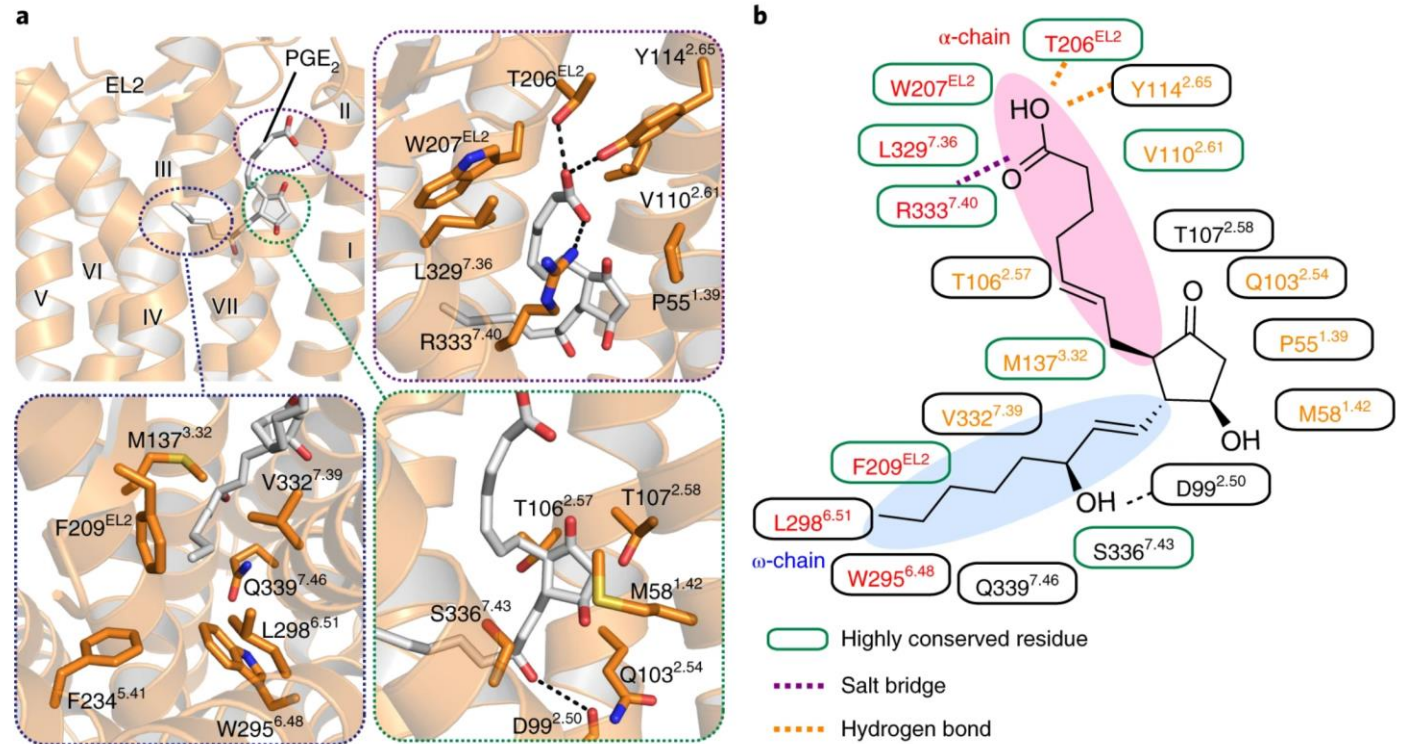 a
EL2
PGE2
II
III
I
VI
V
IV
VII
T206EL2
Y1142.65
W207EL2
V1102.61
L3297.36
P551.39
R3337.40
M1373.32
V3327.39
F209EL2
Q3397.46
L2986.51
F2345.41
W2956.48
T1062.57
T1072.58
M581.42
S3367.43
Q1032.54
D992.50
b
α-chain
T206EL2
W207EL2
Y1142.65
HO
L3297.36
V1102.61
O
R3337.40
T1072.58
T1062.57
O
Q1032.54
P551.39
M1373.32
V3327.39
M581.42
OH
F209EL2
D992.50
OH
L2986.51
S3367.43
ω-chain
W2956.48
Q3397.46
Highly conserved residue
Salt bridge
Hydrogen bond